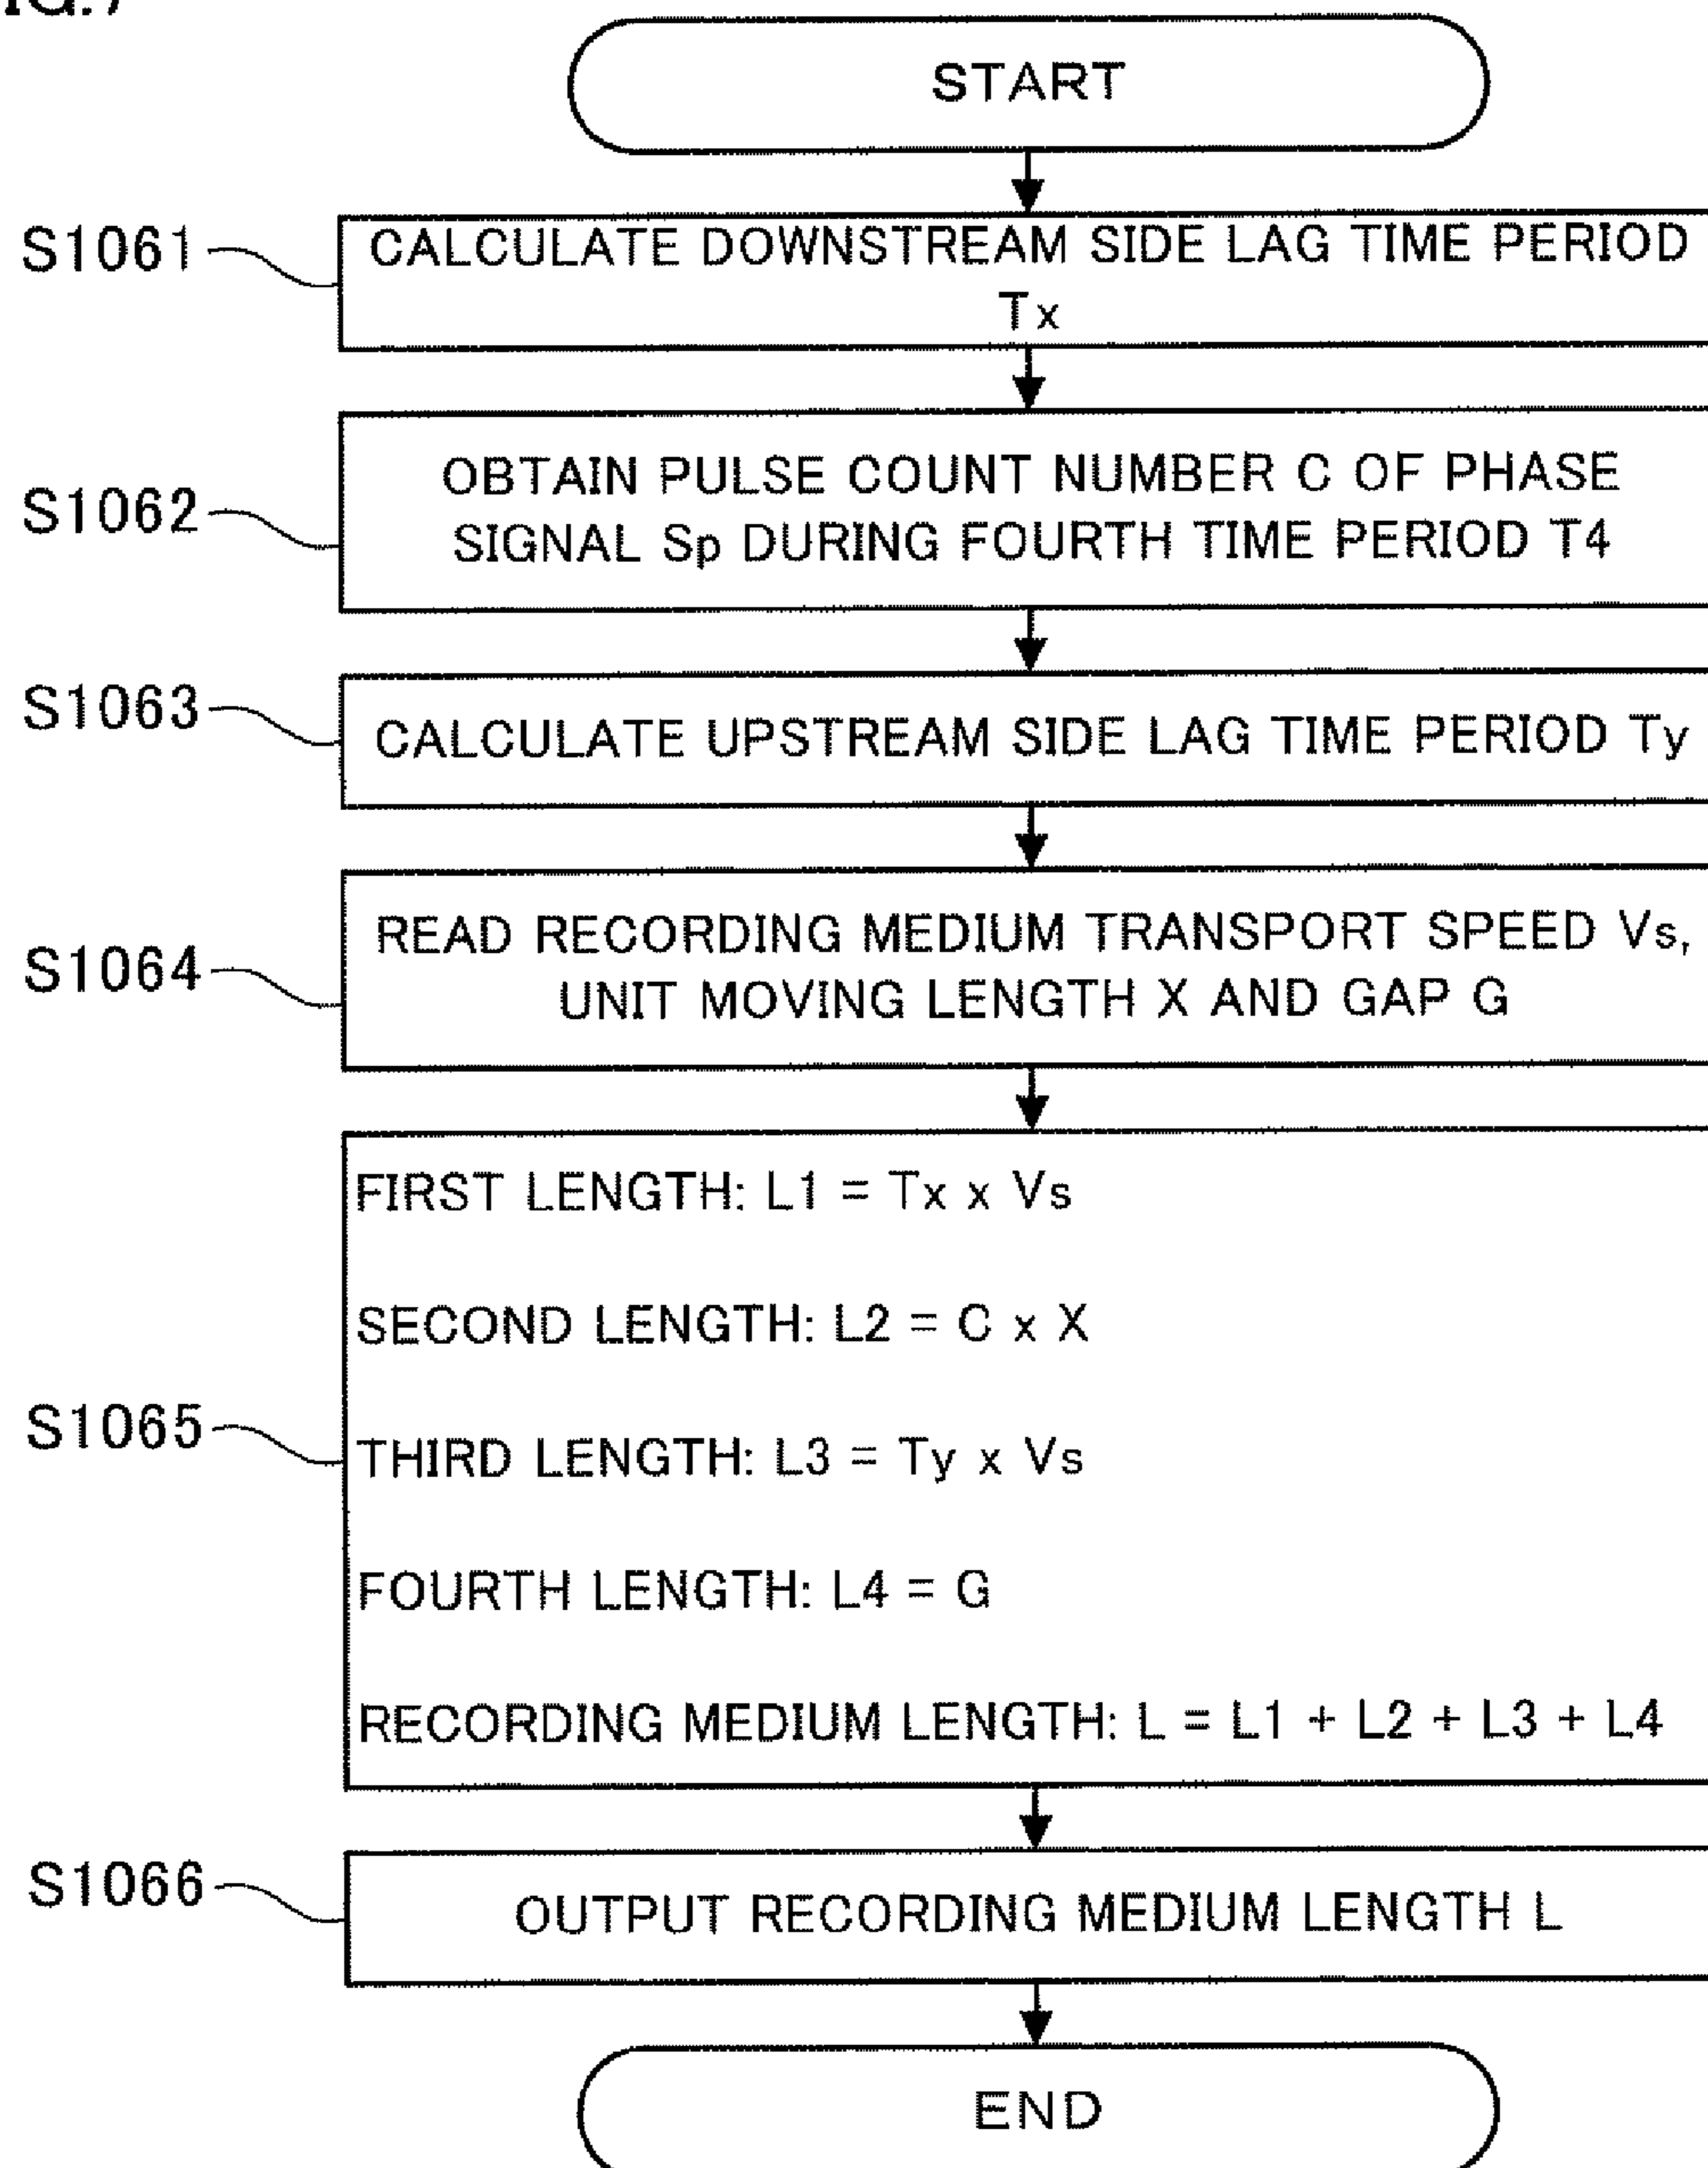 IG.7
START
S1061
CALCULATE DOWNSTREAM SIDE LAG TIME PERIOD
Tx
S1062
OBTAIN PULSE COUNT NUMBER C OF PHASE
SIGNAL Sp DURING FOURTH TIME PERIOD T4
S1063
CALCULATE UPSTREAM SIDE LAG TIME PERIOD Ty
S1064
READ RECORDING MEDIUM TRANSPORT SPEED Vs,
UNIT MOVING LENGTH X AND GAP G
S1065
FIRST LENGTH: L1 = Tx x Vs
SECOND LENGTH: L2 = C x X
THIRD LENGTH: L3 = Ty x Vs
FOURTH LENGTH: L4 = G
RECORDING MEDIUM LENGTH: L = L1 + L2 + L3 + L4
S1066
OUTPUT RECORDING MEDIUM LENGTH L
END